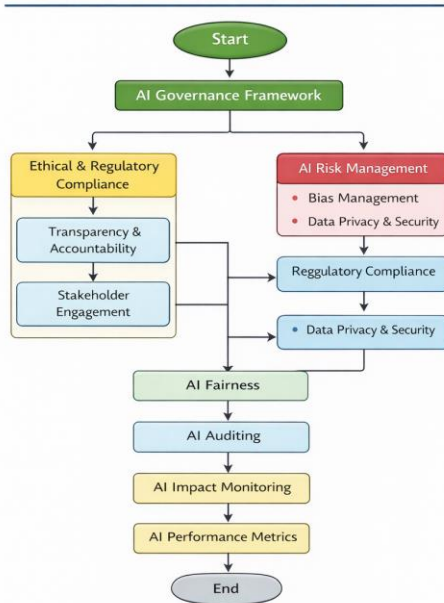 Start
AI Governance Framework
Ethical & Regulatory
Compliance
Transparency &
Accountability
Stakeholder
Engagement
AI Risk Management
• Bias Management
• Data Privacy & Security
Reggulatory Compliance
• Data Privacy & Security
AI Fairness
AI Auditing
AI Impact Monitoring
AI Performance Metrics
End